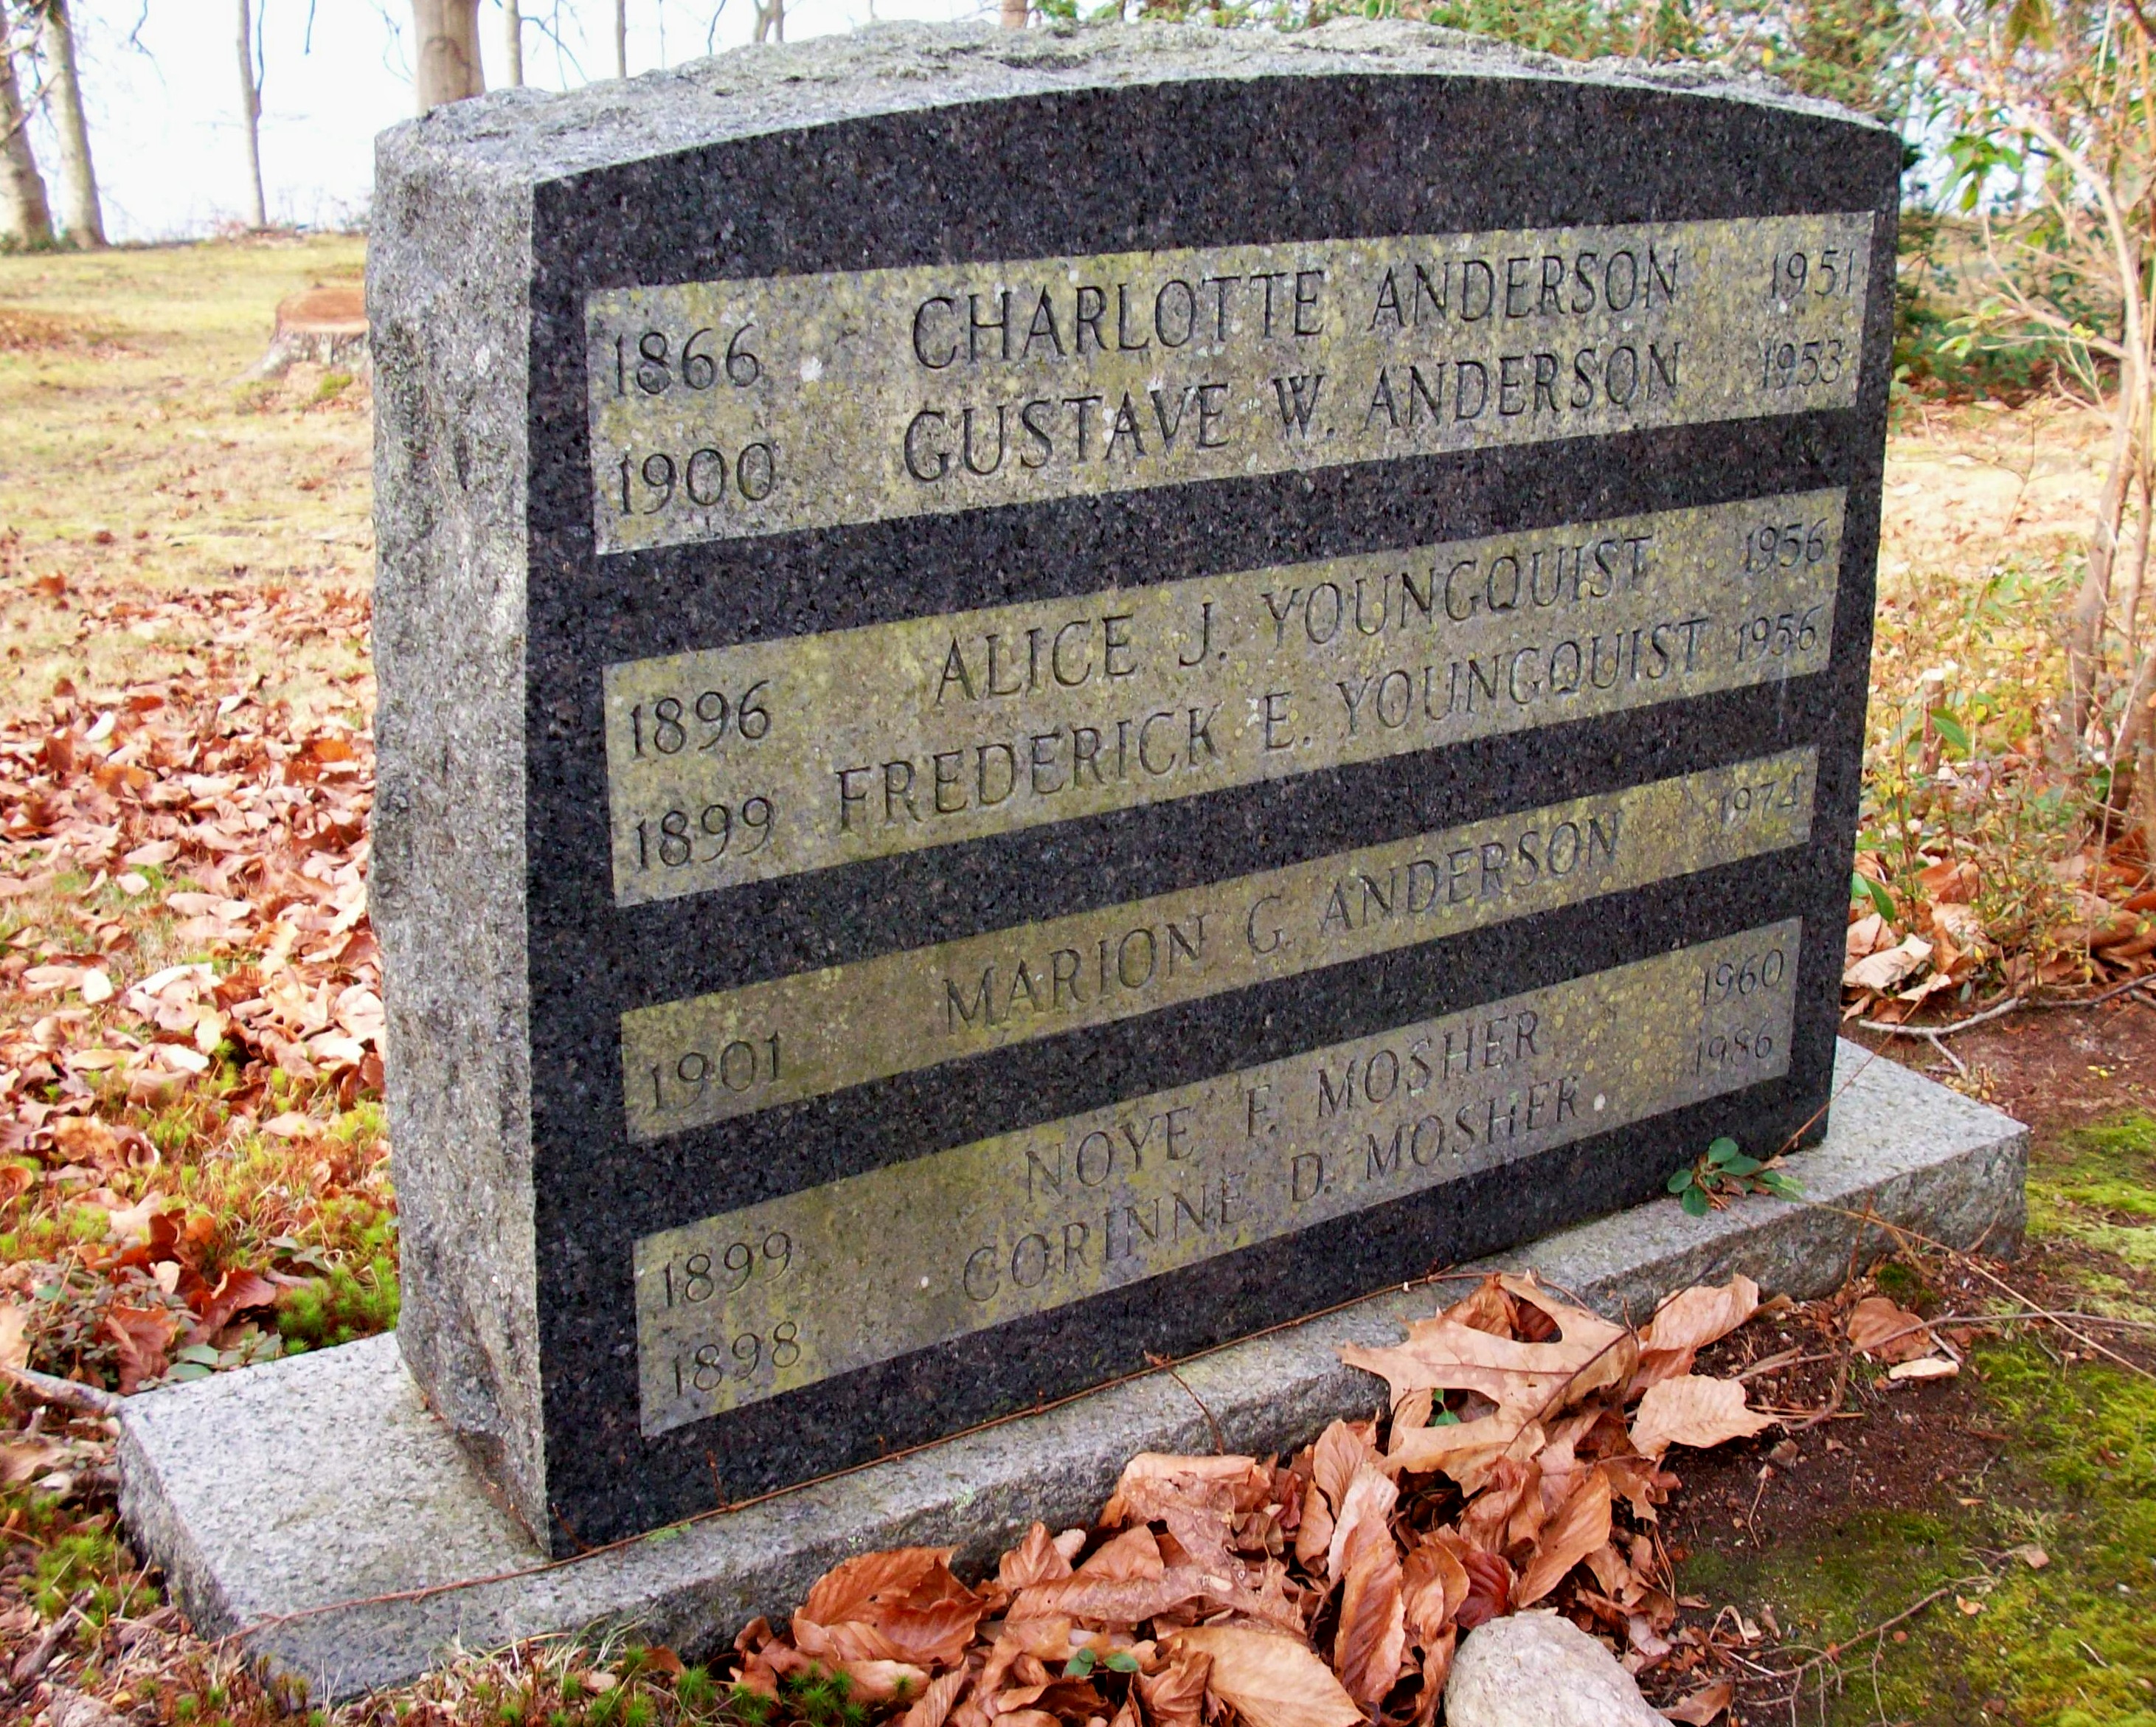 1866 CHARLOTTE ANDERSON 1951
1900 GUSTAVE W. ANDERSON 1953
1896 ALICE J. YOUNGQUIST 1956
1899 FREDERICK E. YOUNGQUIST 1956
1901 MARION G. ANDERSON 1974
1899 NOYE F. MOSHER 1960
1898 CORINNE D. MOSHER 1986